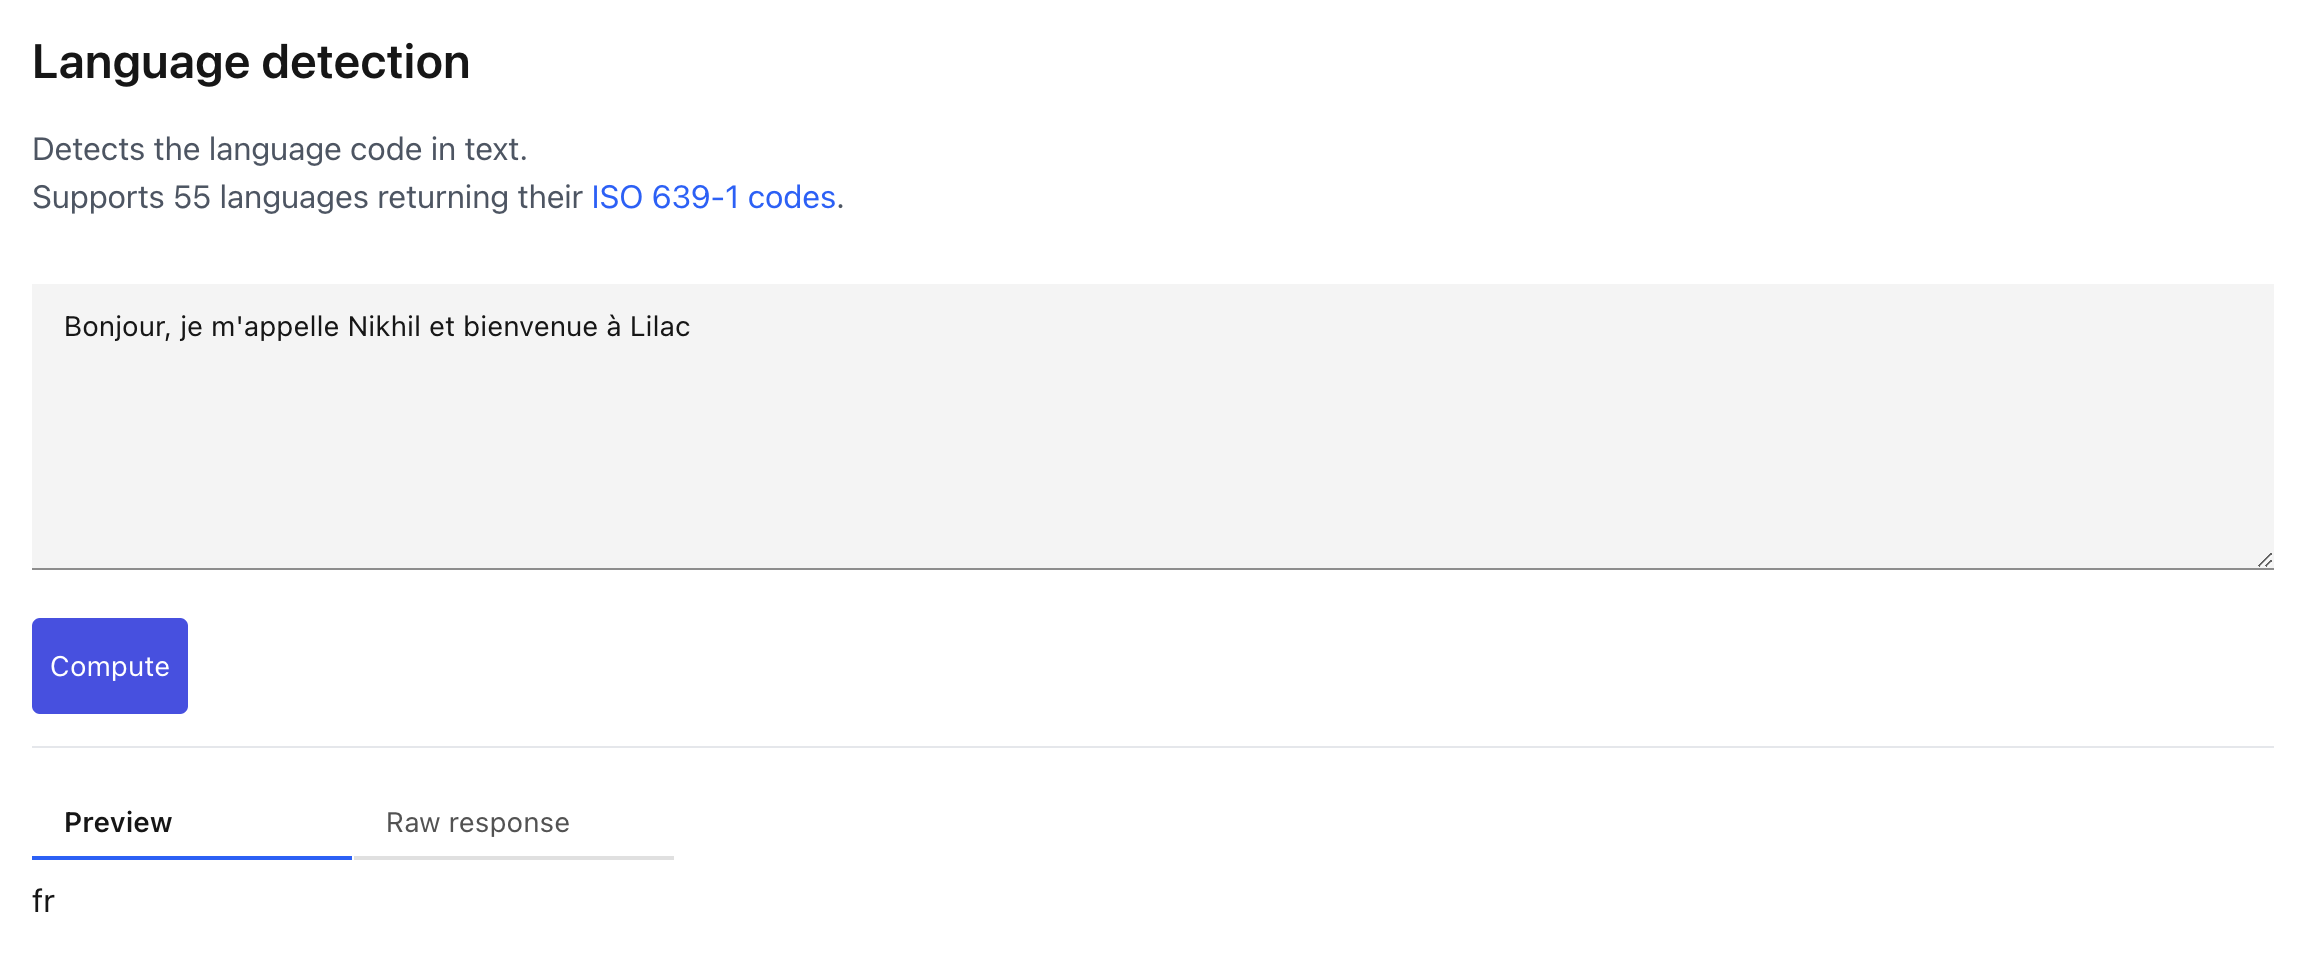 Language detection
Detects the language code in text.
Supports 55 languages returning their ISO 639-1 codes.
Bonjour, je m'appelle Nikhil et bienvenue à Lilac
Compute
Preview
Raw response
fr